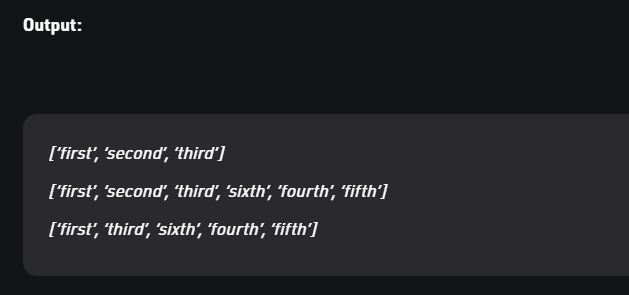 Output:
[‘first’, ‘second’, ‘third’]
[‘first’, ‘second’, ‘third’, ‘sixth’, ‘fourth’, ‘fifth’]
[‘first’, ‘third’, ‘sixth’, ‘fourth’, ‘fifth’]